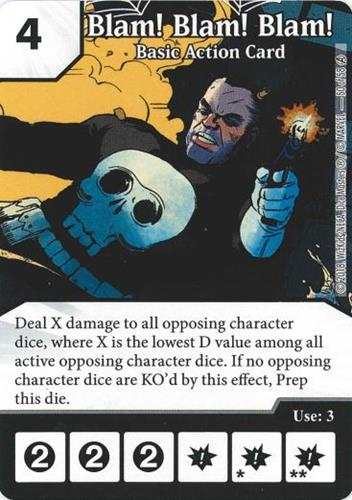 4
Blam! Blam! Blam!
Basic Action Card
Deal X damage to all opposing character
dice, where X is the lowest D value among all
active opposing character dice. If no opposing
character dice are KO'd by this effect, Prep
this die.
Use: 3
2 2 2 ! ! !
* **